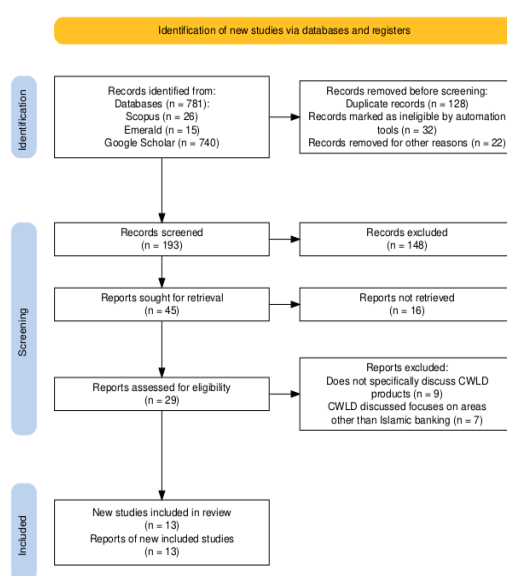 Identification of new studies via databases and registers
Identification
Records identified from:
Databases (n = 781):
Scopus (n = 26)
Emerald (n = 15)
Google Scholar (n = 740)
Records removed before screening:
Duplicate records (n = 128)
Records marked as ineligible by automation
tools (n = 32)
Records removed for other reasons (n = 22)
Screening
Records screened
(n = 193)
Records excluded
(n = 148)
Reports sought for retrieval
(n = 45)
Reports not retrieved
(n = 16)
Reports assessed for eligibility
(n = 29)
Reports excluded:
Does not specifically discuss CWLD
products (n = 9)
CWLD discussed focuses on areas
other than Islamic banking (n = 7)
Included
New studies included in review
(n = 13)
Reports of new included studies
(n = 13)